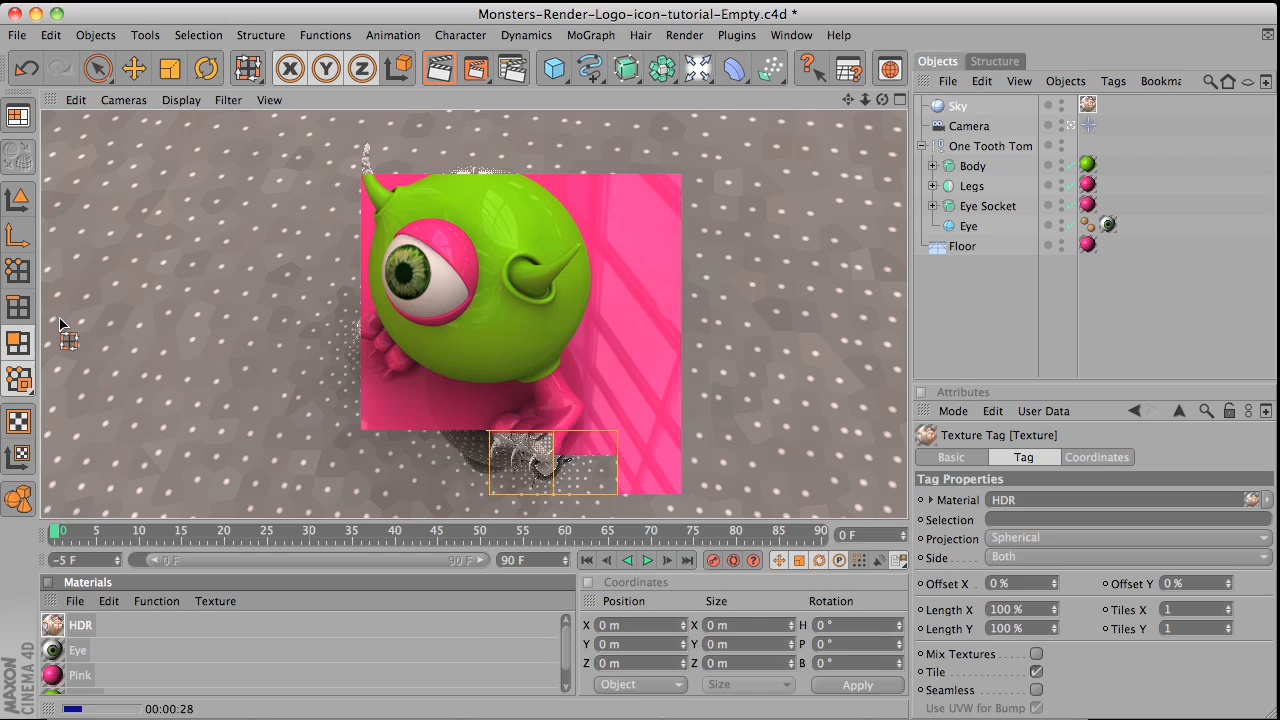 Monsters-Render-Logo-icon-tutorial-Empty.c4d *
File Edit Objects Tools Selection Structure Functions Animation Character Dynamics MoGraph Hair Render Plugins Window Help
X Y Z
Edit Cameras Display Filter View
Objects Structure
File Edit View Objects Tags Bookma
Sky
Camera
One Tooth Tom
Body
Legs
Eye Socket
Eye
Floor
Attributes
Mode Edit User Data
Texture Tag [Texture]
Basic Tag Coordinates
Tag Properties
Material HDR
Selection
Projection Spherical
Side Both
Offset X 0 % Offset Y 0 %
Length X 100 % Tiles X 1
Length Y 100 % Tiles Y 1
Mix Textures
Tile
Seamless
Use UVW for Bump
0 5 10 15 20 25 30 35 40 45 50 55 60 65 70 75 80 85 90 0 F
-5 F 0 F 90 F 90 F
Materials
File Edit Function Texture
HDR
Eye
Pink
Coordinates
Position Size Rotation
X 0 m X 0 m H 0 °
Y 0 m Y 0 m P 0 °
Z 0 m Z 0 m B 0 °
Object Size Apply
MAXON
CINEMA 4D
00:00:28